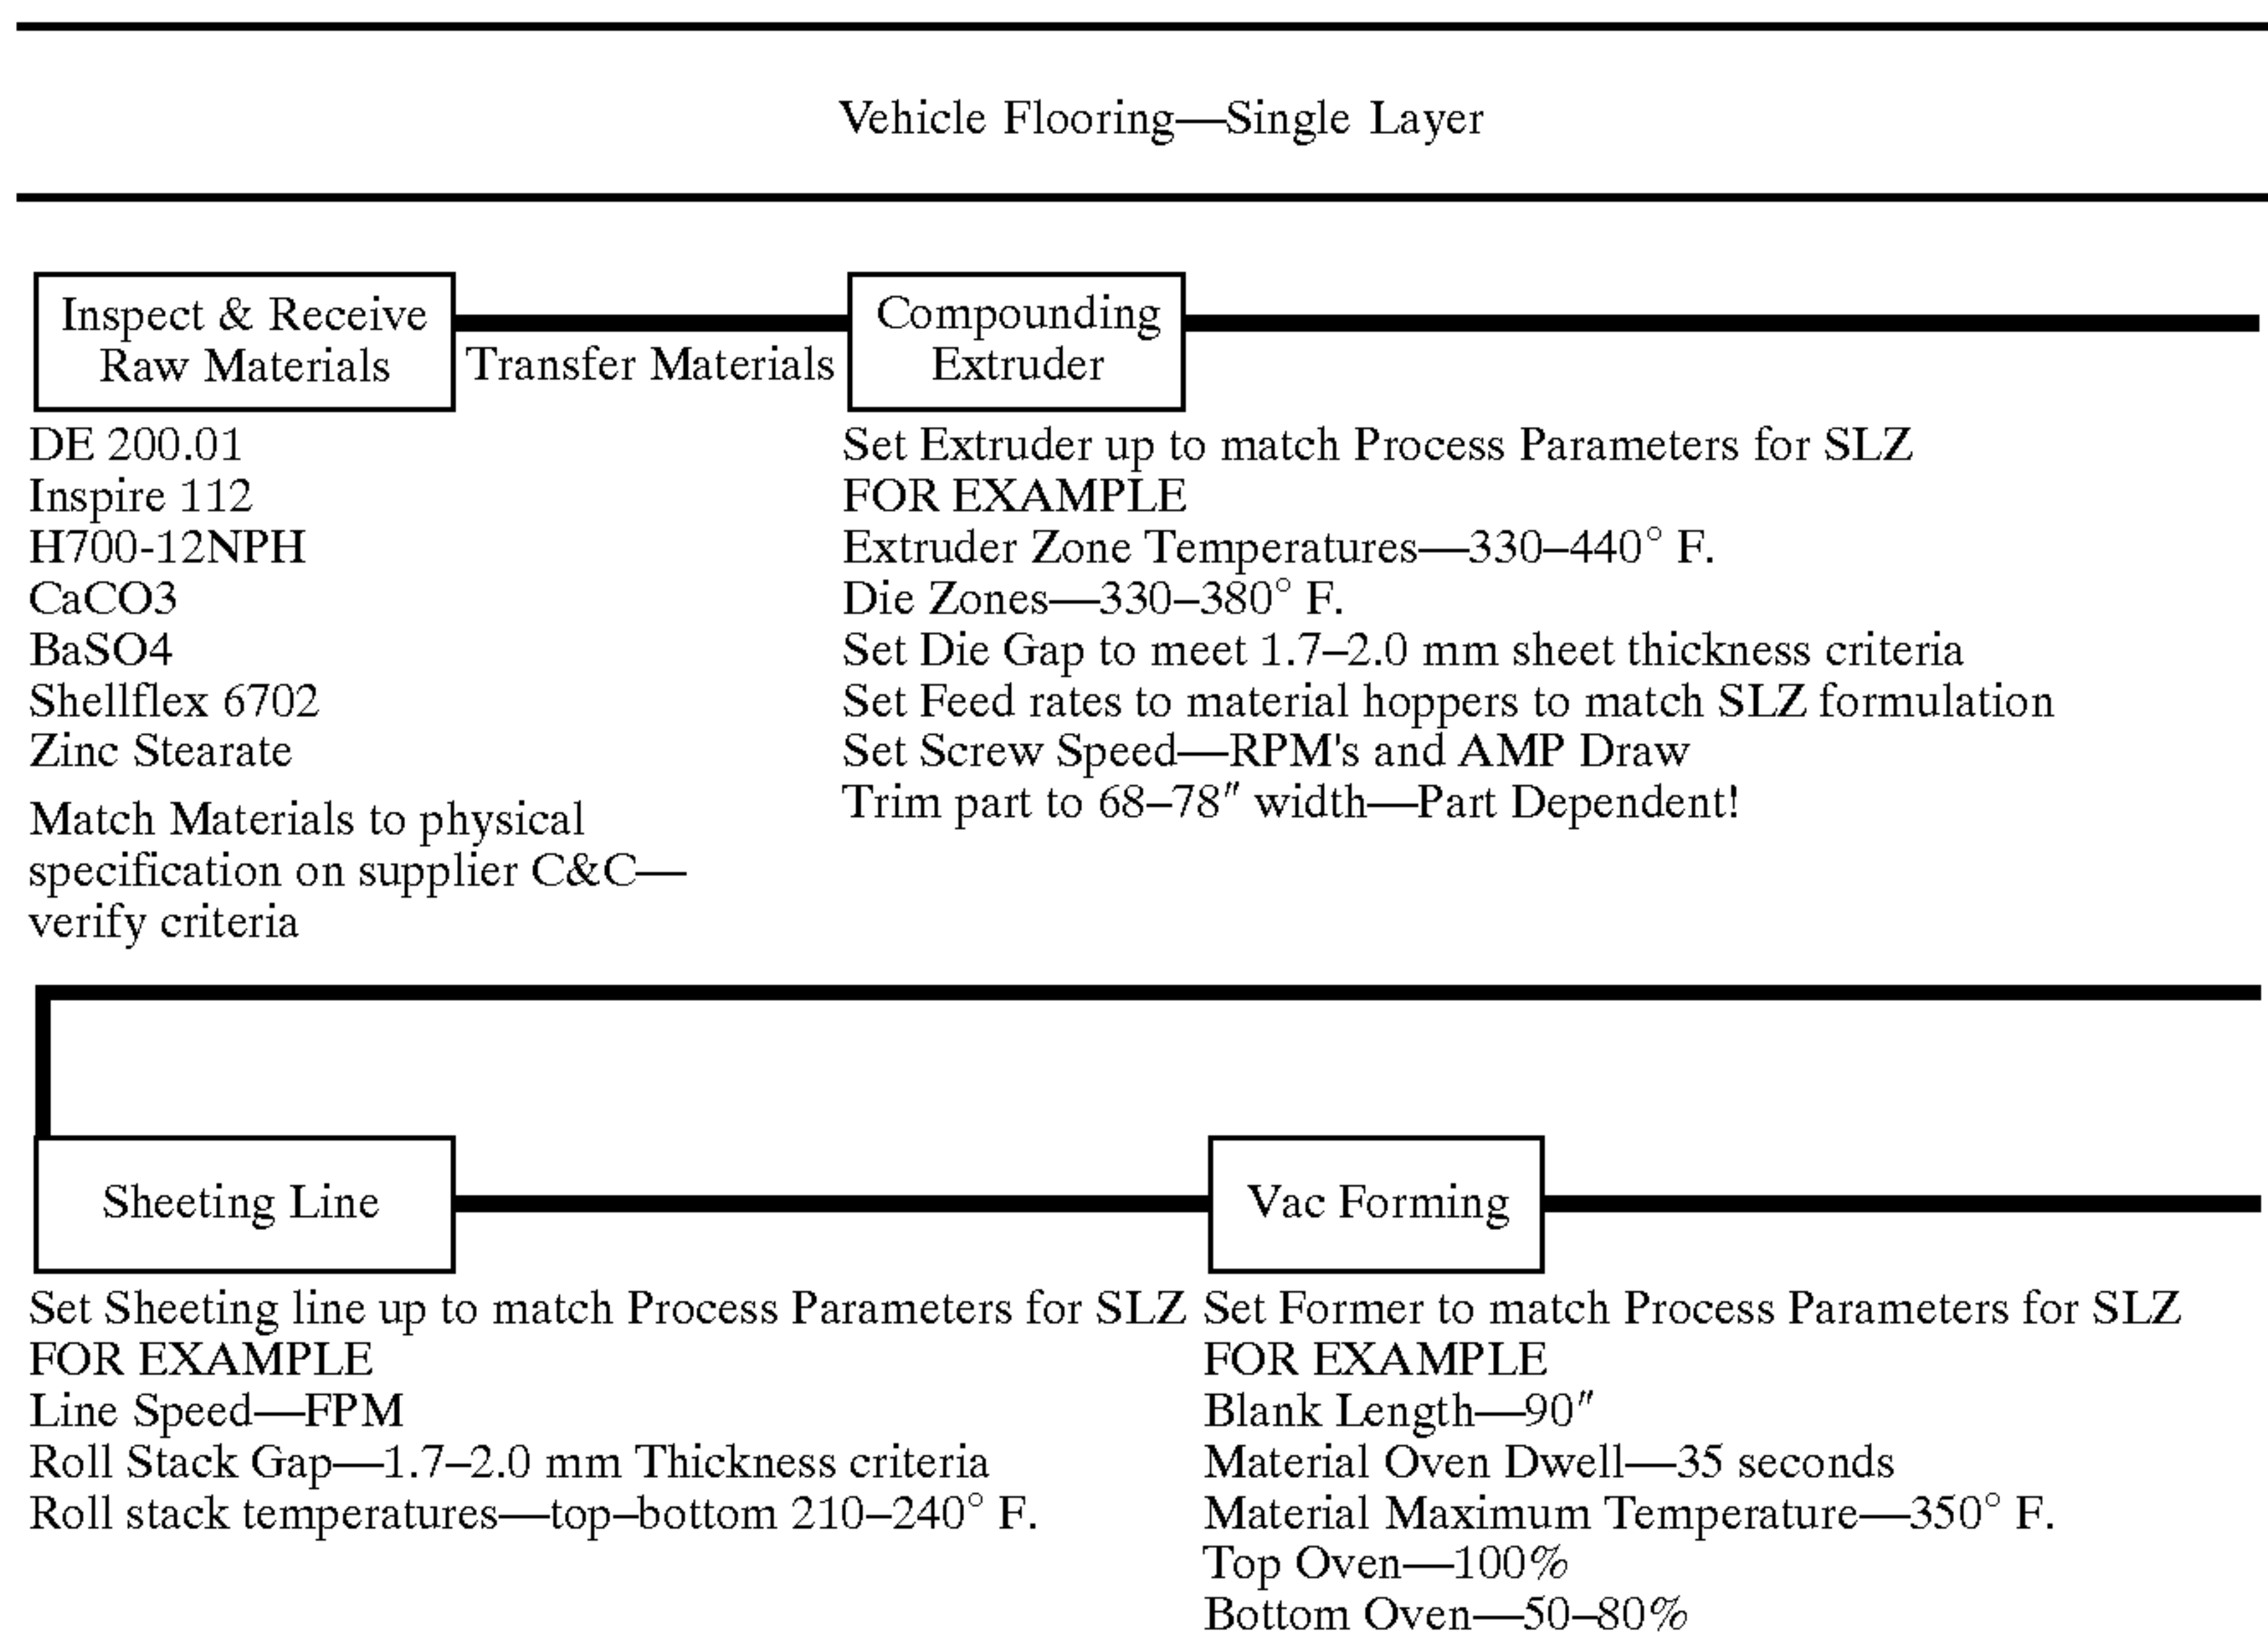 Vehicle Flooring—Single Layer
Inspect & Receive
Raw Materials
Transfer Materials
Compounding
Extruder
DE 200.01
Inspire 112
H700-12NPH
CaCO3
BaSO4
Shellflex 6702
Zinc Stearate
Match Materials to physical
specification on supplier C&C—
verify criteria
Set Extruder up to match Process Parameters for SLZ
FOR EXAMPLE
Extruder Zone Temperatures—330–440° F.
Die Zones—330–380° F.
Set Die Gap to meet 1.7–2.0 mm sheet thickness criteria
Set Feed rates to material hoppers to match SLZ formulation
Set Screw Speed—RPM's and AMP Draw
Trim part to 68–78″ width—Part Dependent!
Sheeting Line
Vac Forming
Set Sheeting line up to match Process Parameters for SLZ
FOR EXAMPLE
Line Speed—FPM
Roll Stack Gap—1.7–2.0 mm Thickness criteria
Roll stack temperatures—top–bottom 210–240° F.
Set Former to match Process Parameters for SLZ
FOR EXAMPLE
Blank Length—90″
Material Oven Dwell—35 seconds
Material Maximum Temperature—350° F.
Top Oven—100%
Bottom Oven—50–80%